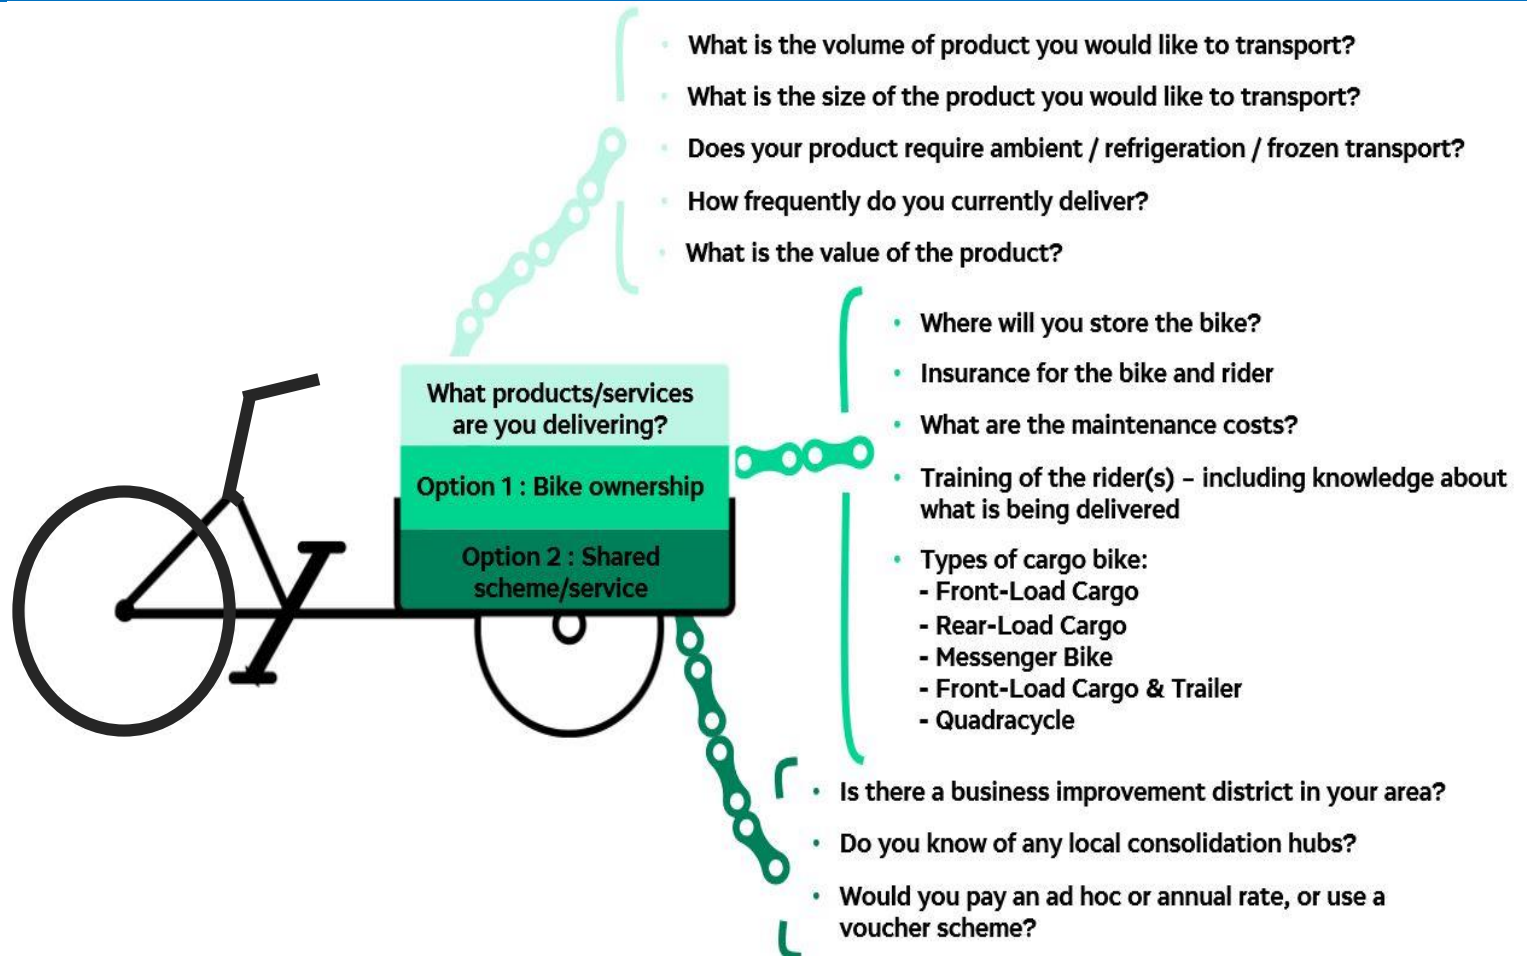 What is the volume of product you would like to transport?
What is the size of the product you would like to transport?
Does your product require ambient / refrigeration / frozen transport?
How frequently do you currently deliver?
What is the value of the product?
What products/services
are you delivering?
Option 1 : Bike ownership
Option 2 : Shared
scheme/service
Where will you store the bike?
Insurance for the bike and rider
What are the maintenance costs?
Training of the rider(s) – including knowledge about
what is being delivered
Types of cargo bike:
- Front-Load Cargo
- Rear-Load Cargo
- Messenger Bike
- Front-Load Cargo & Trailer
- Quadracycle
Is there a business improvement district in your area?
Do you know of any local consolidation hubs?
Would you pay an ad hoc or annual rate, or use a
voucher scheme?